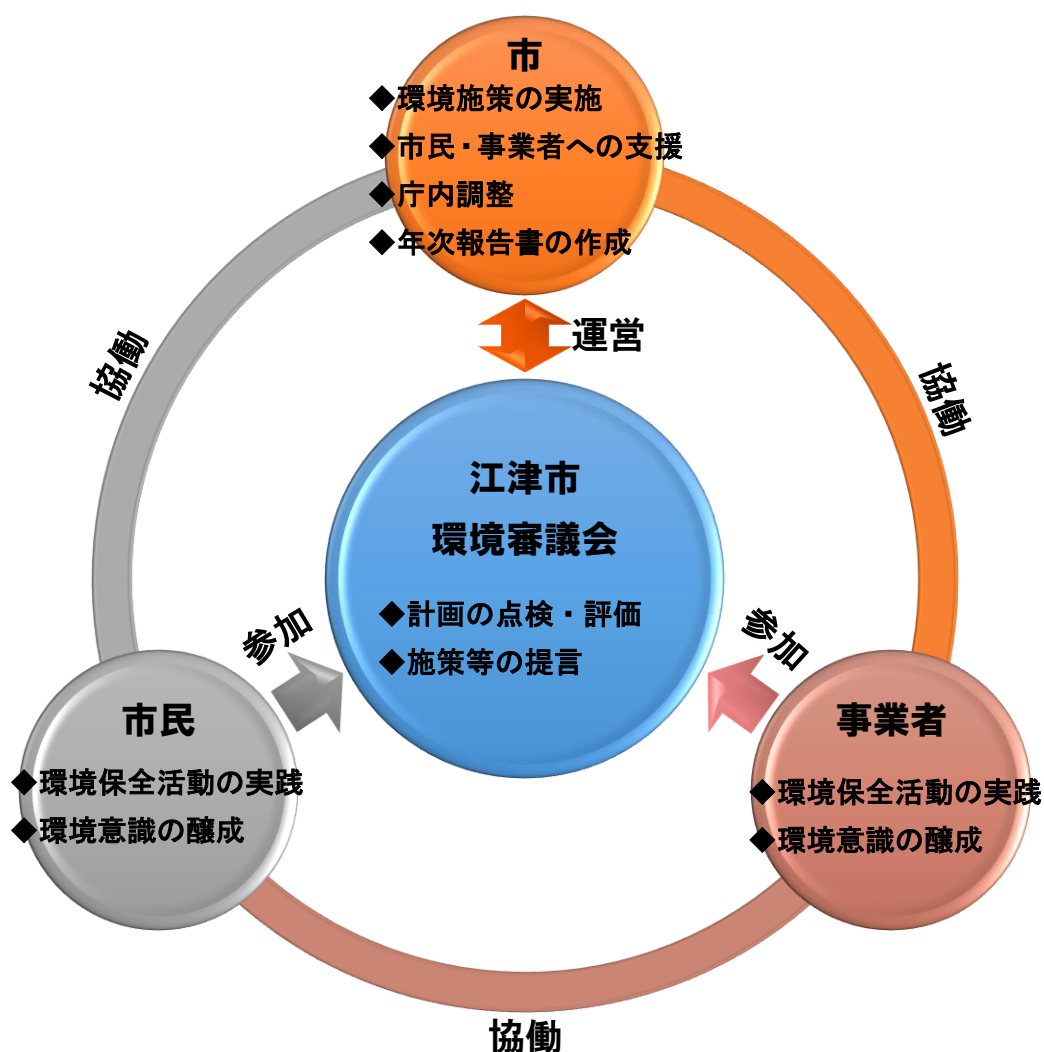 市
◆環境施策の実施
◆市民・事業者への支援
◆庁内調整
◆年次報告書の作成
運営
協働
協働
江津市
環境審議会
◆計画の点検・評価
◆施策等の提言
参加
参加
市民
◆環境保全活動の実践
◆環境意識の醸成
事業者
◆環境保全活動の実践
◆環境意識の醸成
協働